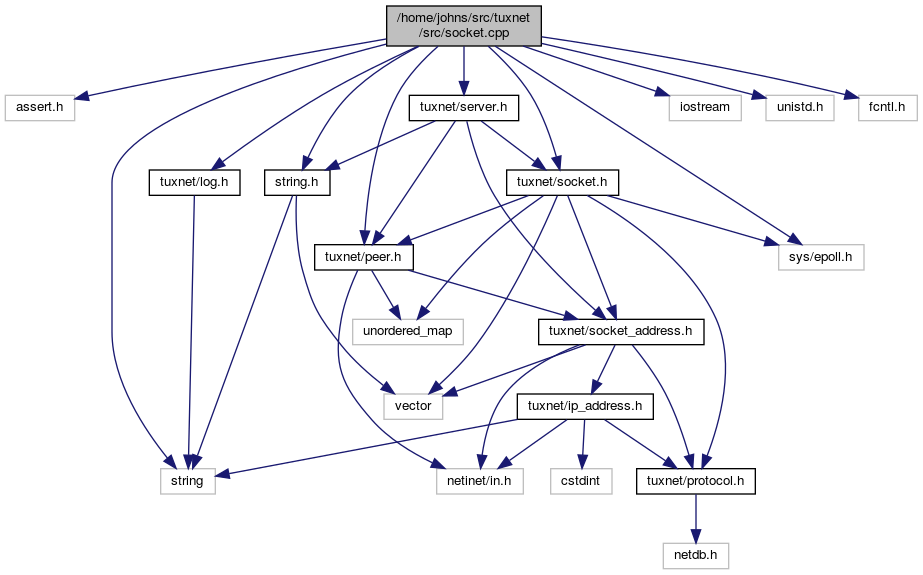 /home/johns/src/tuxnet
/src/socket.cpp
assert.h
tuxnet/server.h
iostream
unistd.h
fcntl.h
tuxnet/log.h
string.h
tuxnet/socket.h
tuxnet/peer.h
sys/epoll.h
unordered_map
tuxnet/socket_address.h
vector
tuxnet/ip_address.h
string
netinet/in.h
cstdint
tuxnet/protocol.h
netdb.h